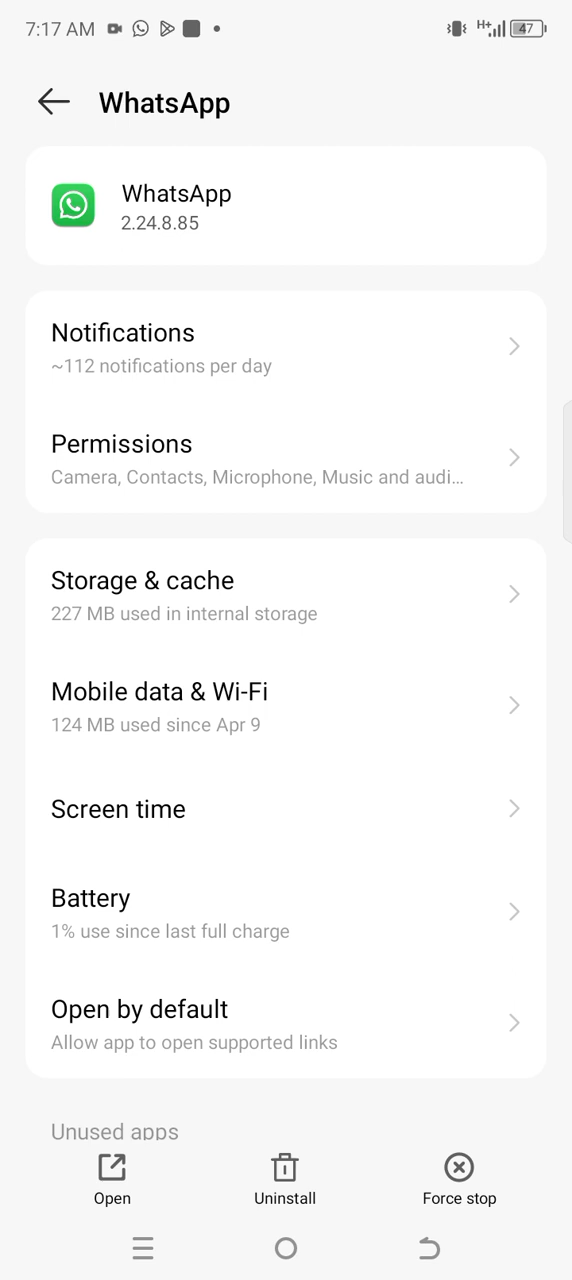 7:17 AM
H+
47
WhatsApp
WhatsApp
2.24.8.85
Notifications
~112 notifications per day
Permissions
Camera, Contacts, Microphone, Music and audi...
Storage & cache
227 MB used in internal storage
Mobile data & Wi-Fi
124 MB used since Apr 9
Screen time
Battery
1% use since last full charge
Open by default
Allow app to open supported links
Unused apps
Open
Uninstall
Force stop